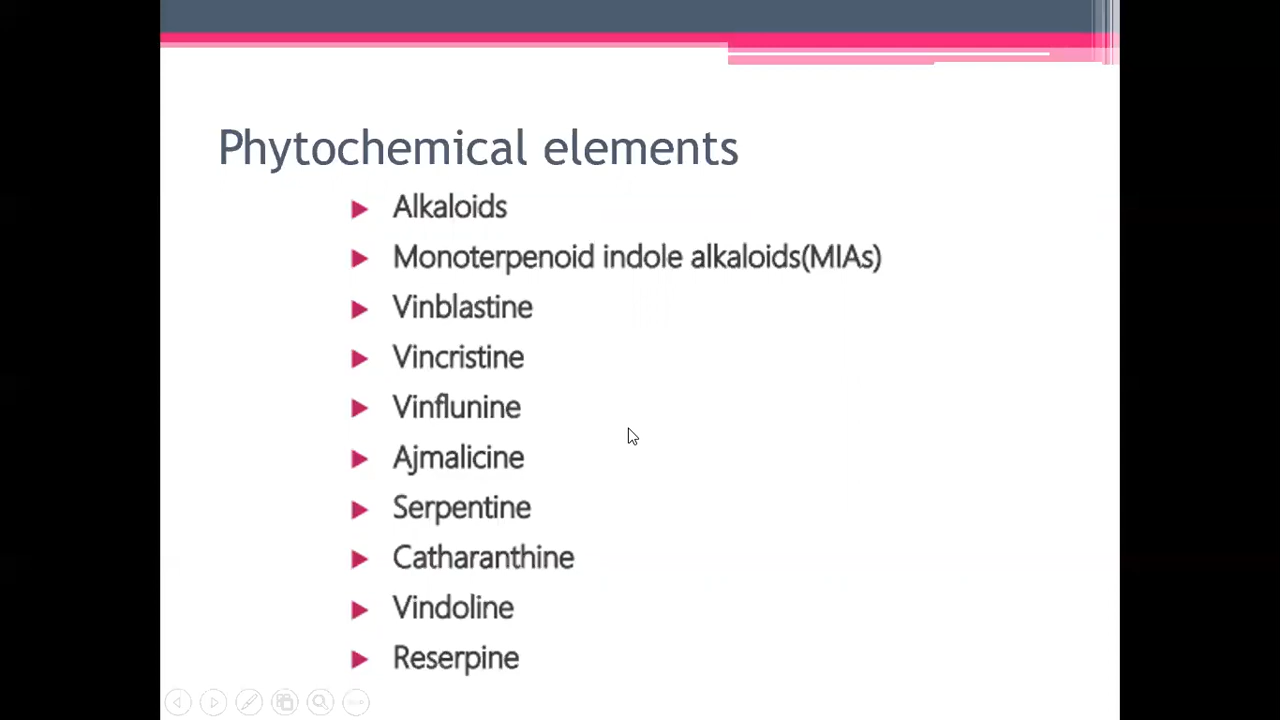 Phytochemical elements
Alkaloids
Monoterpenoid indole alkaloids(MIAs)
Vinblastine
Vincristine
Vinflunine
Ajmalicine
Serpentine
Catharanthine
Vindoline
Reserpine